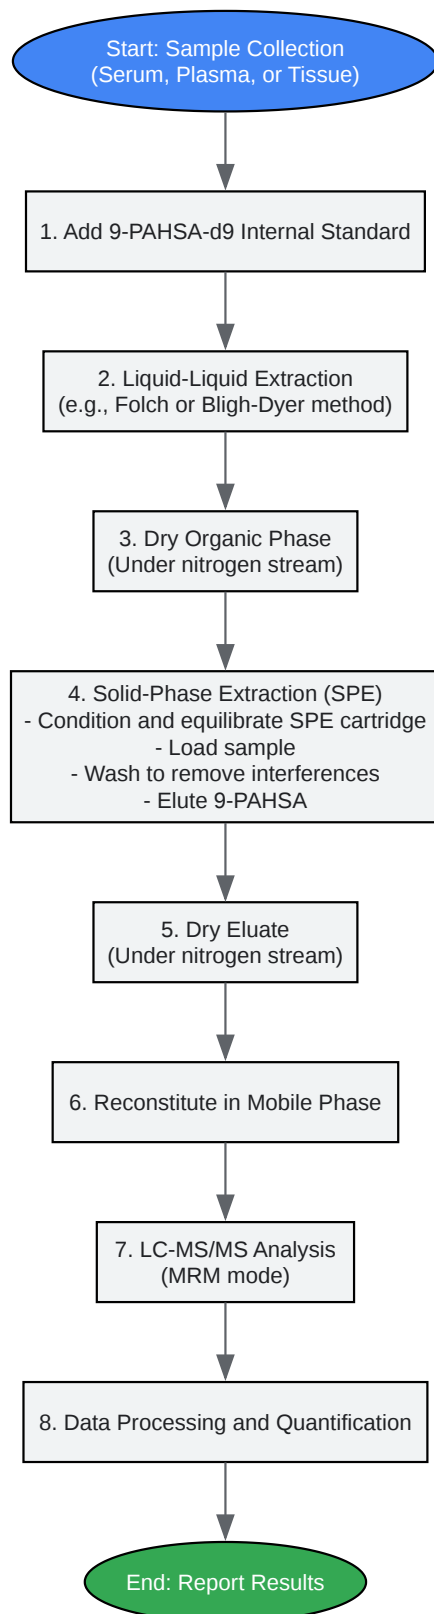 Start: Sample Collection
(Serum, Plasma, or Tissue)
1. Add 9-PAHSA-d9 Internal Standard
2. Liquid-Liquid Extraction
(e.g., Folch or Bligh-Dyer method)
3. Dry Organic Phase
(Under nitrogen stream)
4. Solid-Phase Extraction (SPE)
- Condition and equilibrate SPE cartridge
- Load sample
- Wash to remove interferences
- Elute 9-PAHSA
5. Dry Eluate
(Under nitrogen stream)
6. Reconstitute in Mobile Phase
7. LC-MS/MS Analysis
(MRM mode)
8. Data Processing and Quantification
End: Report Results